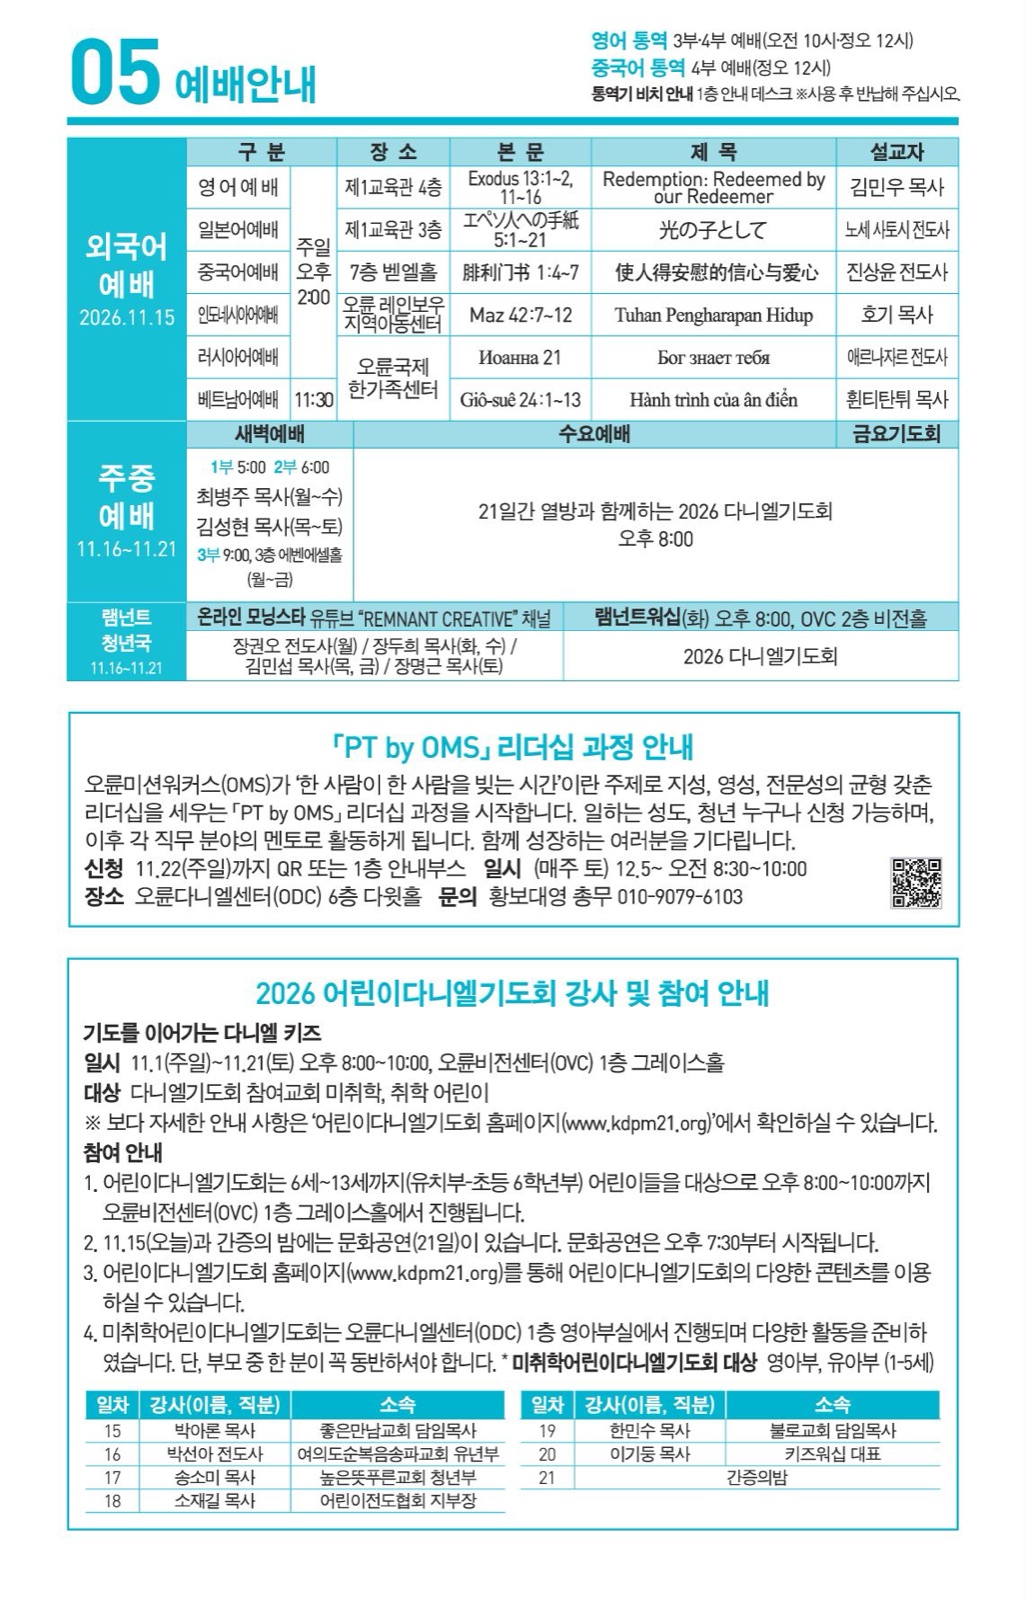 05 예배안내
영어 통역 3부·4부 예배(오전 10시·정오 12시)
중국어 통역 4부 예배(정오 12시)
통역기 비치 안내 1층 안내 데스크 ※사용 후 반납해 주십시오.
구 분 장 소 본 문 제 목 설교자
외국어
예배
2026.11.15
영어예배 주일 오후 2:00 제1교육관 4층 Exodus 13:1~2, 11~16 Redemption: Redeemed by our Redeemer 김민우 목사
일본어예배 제1교육관 3층 エペソ人への手紙 5:1~21 光の子として 노세 사토시 전도사
중국어예배 7층 벧엘홀 腓利门书 1:4~7 使人得安慰的信心与爱心 진상윤 전도사
인도네시아어예배 오륜 레인보우 지역아동센터 Maz 42:7~12 Tuhan Pengharapan Hidup 호기 목사
러시아어예배 오륜국제 한가족센터 Иоанна 21 Бог знает тебя 애르나자르 전도사
베트남어예배 11:30 Giô-suê 24:1~13 Hành trình của ân điển 휜티탄튀 목사
주중
예배
11.16~11.21
새벽예배 수요예배 금요기도회
1부 5:00 2부 6:00
최병주 목사(월~수)
김성현 목사(목~토)
3부 9:00, 3층 에벤에셀홀
(월~금)
21일간 열방과 함께하는 2026 다니엘기도회
오후 8:00
램넌트
청년국
11.16~11.21
온라인 모닝스타 유튜브 “REMNANT CREATIVE” 채널 램넌트워십(화) 오후 8:00, OVC 2층 비전홀
장권오 전도사(월) / 장두희 목사(화, 수) /
김민섭 목사(목, 금) / 장명근 목사(토)
2026 다니엘기도회
「PT by OMS」 리더십 과정 안내
오륜미션워커스(OMS)가 ‘한 사람이 한 사람을 빚는 시간’이란 주제로 지성, 영성, 전문성의 균형 갖춘
리더십을 세우는 「PT by OMS」 리더십 과정을 시작합니다. 일하는 성도, 청년 누구나 신청 가능하며,
이후 각 직무 분야의 멘토로 활동하게 됩니다. 함께 성장하는 여러분을 기다립니다.
신청 11.22(주일)까지 QR 또는 1층 안내부스 일시 (매주 토) 12.5~ 오전 8:30~10:00
장소 오륜다니엘센터(ODC) 6층 다윗홀 문의 황보대영 총무 010-9079-6103
2026 어린이다니엘기도회 강사 및 참여 안내
기도를 이어가는 다니엘 키즈
일시 11.1(주일)~11.21(토) 오후 8:00~10:00, 오륜비전센터(OVC) 1층 그레이스홀
대상 다니엘기도회 참여교회 미취학, 취학 어린이
※ 보다 자세한 안내 사항은 ‘어린이다니엘기도회 홈페이지(www.kdpm21.org)’에서 확인하실 수 있습니다.
참여 안내
1. 어린이다니엘기도회는 6세~13세까지(유치부-초등 6학년부) 어린이들을 대상으로 오후 8:00~10:00까지
오륜비전센터(OVC) 1층 그레이스홀에서 진행됩니다.
2. 11.15(오늘)과 간증의 밤에는 문화공연(21일)이 있습니다. 문화공연은 오후 7:30부터 시작됩니다.
3. 어린이다니엘기도회 홈페이지(www.kdpm21.org)를 통해 어린이다니엘기도회의 다양한 콘텐츠를 이용
하실 수 있습니다.
4. 미취학어린이다니엘기도회는 오륜다니엘센터(ODC) 1층 영아부실에서 진행되며 다양한 활동을 준비하
였습니다. 단, 부모 중 한 분이 꼭 동반하셔야 합니다. * 미취학어린이다니엘기도회 대상 영아부, 유아부 (1-5세)
일차 강사(이름, 직분) 소속
15 박아론 목사 좋은만남교회 담임목사
16 박선아 전도사 여의도순복음송파교회 유년부
17 송소미 목사 높은뜻푸른교회 청년부
18 소재길 목사 어린이전도협회 지부장
일차 강사(이름, 직분) 소속
19 한민수 목사 불로교회 담임목사
20 이기둥 목사 키즈워십 대표
21 간증의밤